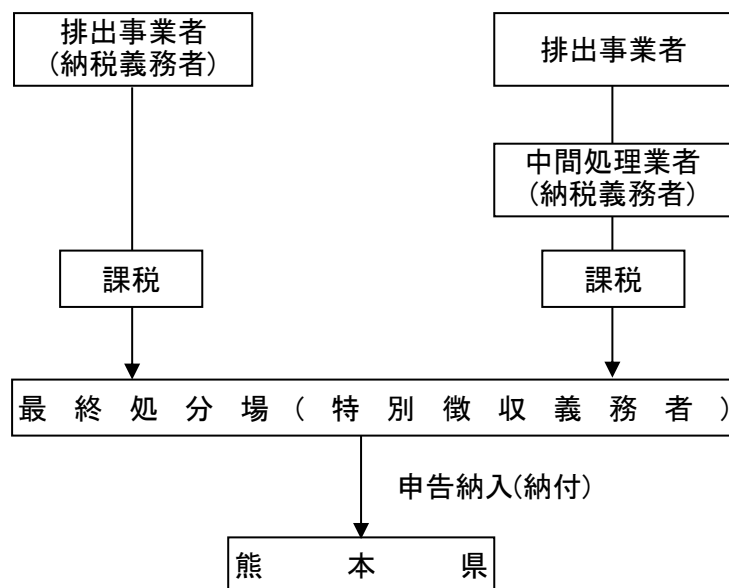 排出事業者
(納税義務者)
排出事業者
中間処理業者
(納税義務者)
課税
課税
最終処分場(特別徴収義務者)
申告納入(納付)
熊本県